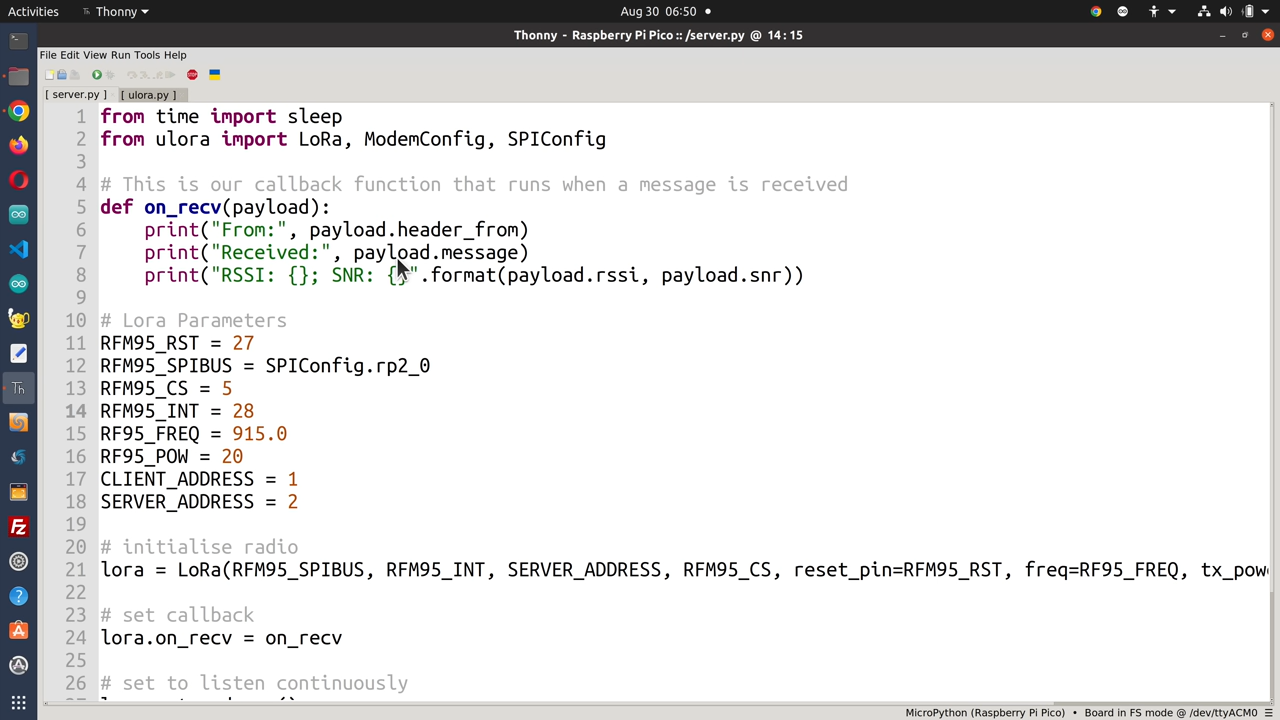 Activities Thonny Aug 30 06:50
Thonny - Raspberry Pi Pico :: /server.py @ 14 : 15
File Edit View Run Tools Help
[ server.py ] [ ulora.py ]
1 from time import sleep
2 from ulora import LoRa, ModemConfig, SPIConfig
3
4 # This is our callback function that runs when a message is received
5 def on_recv(payload):
6 print("From:", payload.header_from)
7 print("Received:", payload.message)
8 print("RSSI: {}; SNR: {}".format(payload.rssi, payload.snr))
9
10 # Lora Parameters
11 RFM95_RST = 27
12 RFM95_SPIBUS = SPIConfig.rp2_0
13 RFM95_CS = 5
14 RFM95_INT = 28
15 RF95_FREQ = 915.0
16 RF95_POW = 20
17 CLIENT_ADDRESS = 1
18 SERVER_ADDRESS = 2
19
20 # initialise radio
21 lora = LoRa(RFM95_SPIBUS, RFM95_INT, SERVER_ADDRESS, RFM95_CS, reset_pin=RFM95_RST, freq=RF95_FREQ, tx_pow
22
23 # set callback
24 lora.on_recv = on_recv
25
26 # set to listen continuously
MicroPython (Raspberry Pi Pico) • Board in FS mode @ /dev/ttyACM0